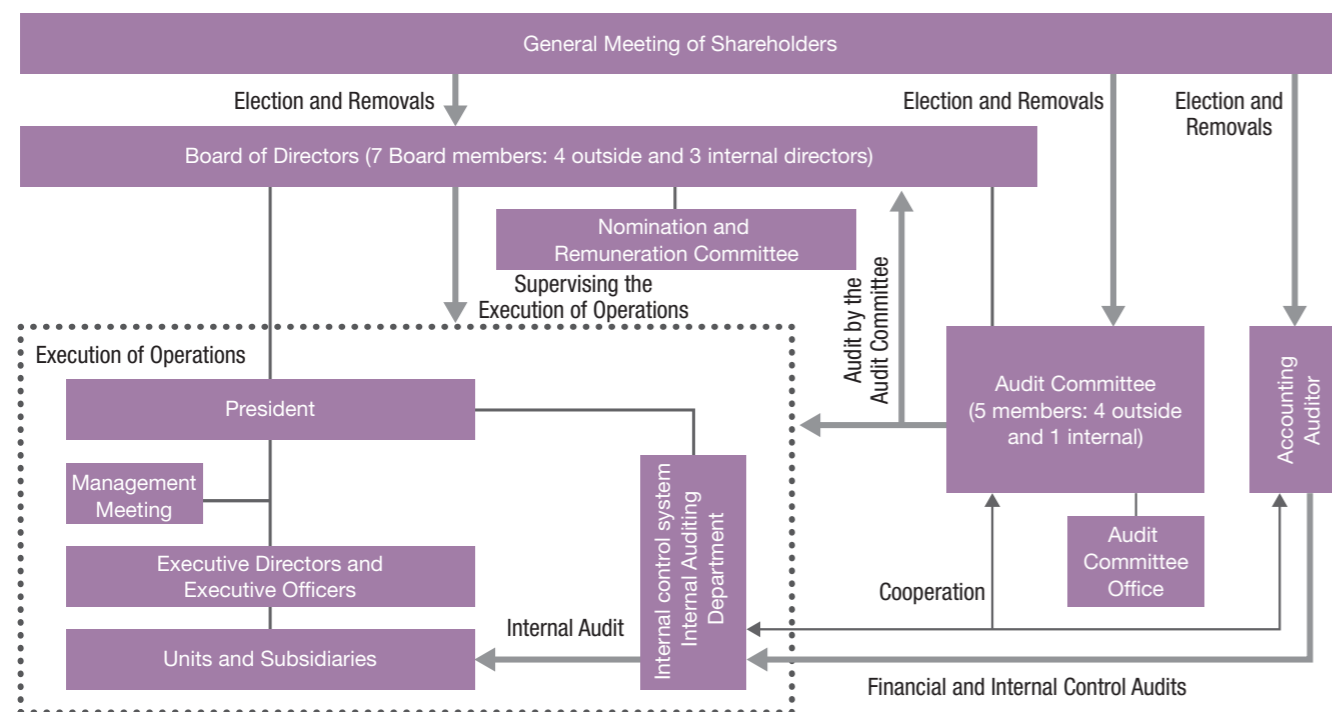 General Meeting of Shareholders
Election and Removals
Election and Removals
Election and
Removals
Board of Directors (7 Board members: 4 outside and 3 internal directors)
Nomination and
Remuneration Committee
Supervising the
Execution of Operations
Audit by the
Audit Committee
Execution of Operations
President
Audit Committee
(5 members: 4 outside
and 1 internal)
Accounting
Auditor
Management
Meeting
Internal control system
Internal Auditing
Department
Audit
Committee
Office
Executive Directors and
Executive Officers
Cooperation
Internal Audit
Units and Subsidiaries
Financial and Internal Control Audits